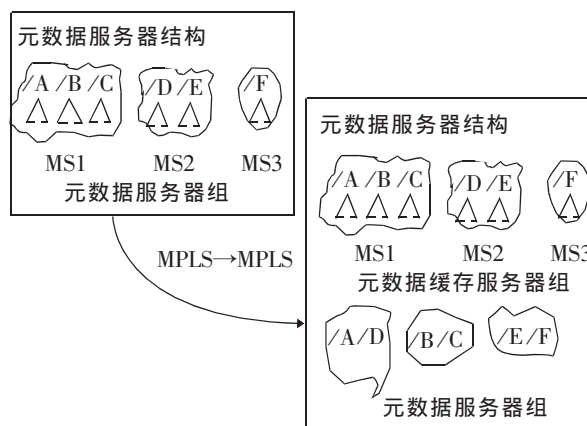 元数据服务器结构
/A /B /C /D /E /F
MS1 MS2 MS3
元数据服务器组
MPLS→MPLS
元数据服务器结构
/A /B /C /D /E /F
MS1 MS2 MS3
元数据缓存服务器组
/A/D /B/C /E/F
元数据服务器组